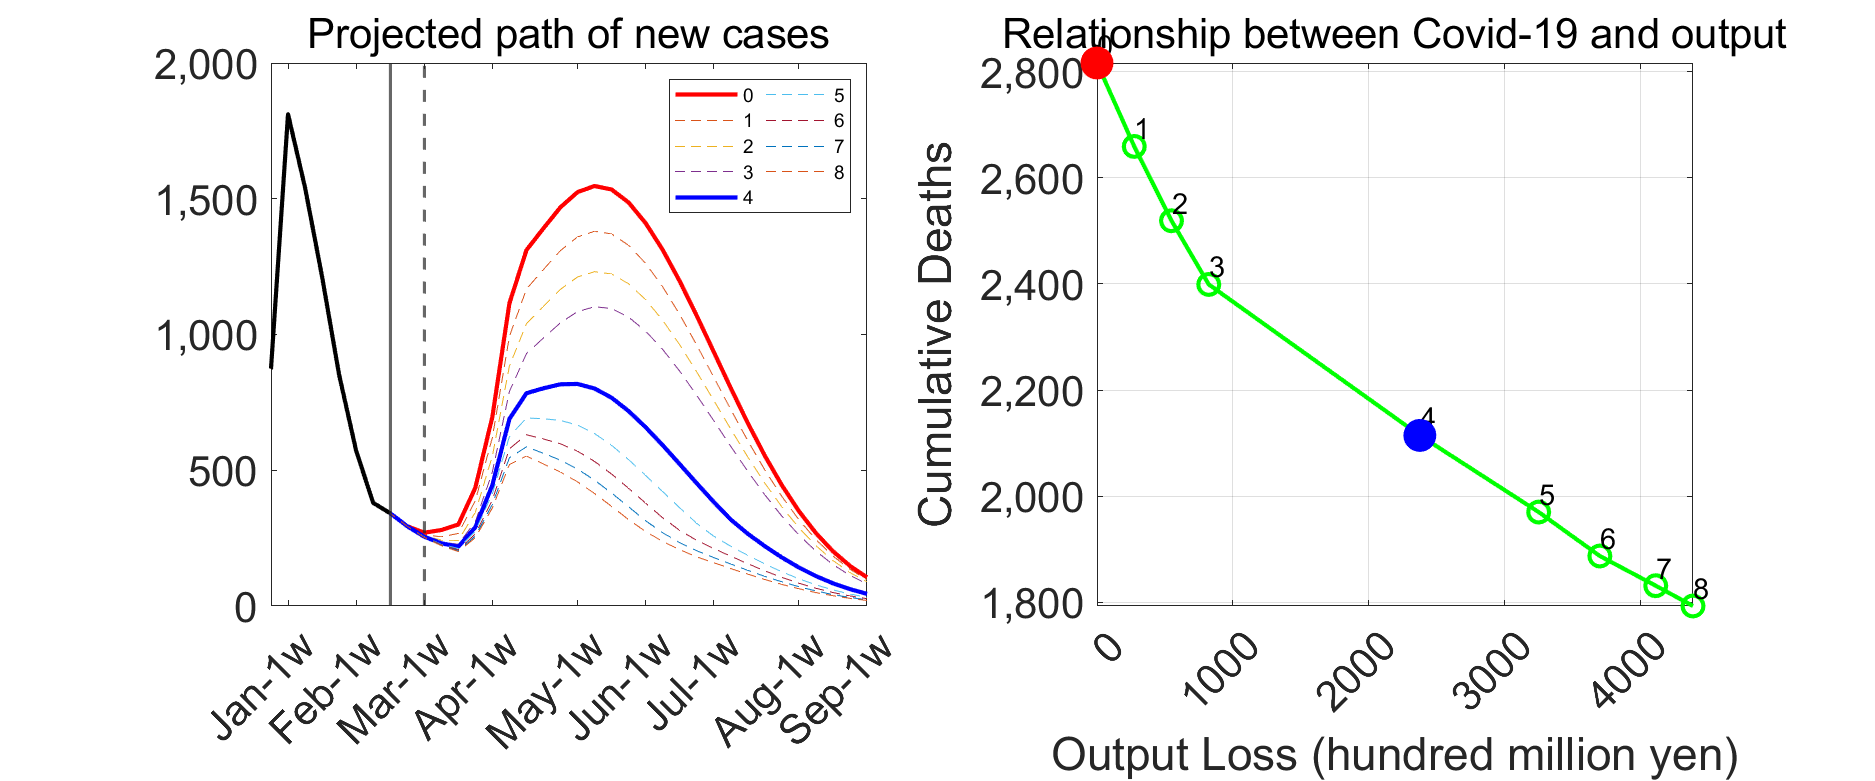 Projected path of new cases
2,000
1,500
1,000
500
0
0 5
1 6
2 7
3 8
4
Jan-1w
Feb-1w
Mar-1w
Apr-1w
May-1w
Jun-1w
Jul-1w
Aug-1w
Sep-1w
Relationship between Covid-19 and output
Cumulative Deaths
2,800
2,600
2,400
2,200
2,000
1,800
0
1
2
3
4
5
6
7
8
0
1000
2000
3000
4000
Output Loss (hundred million yen)